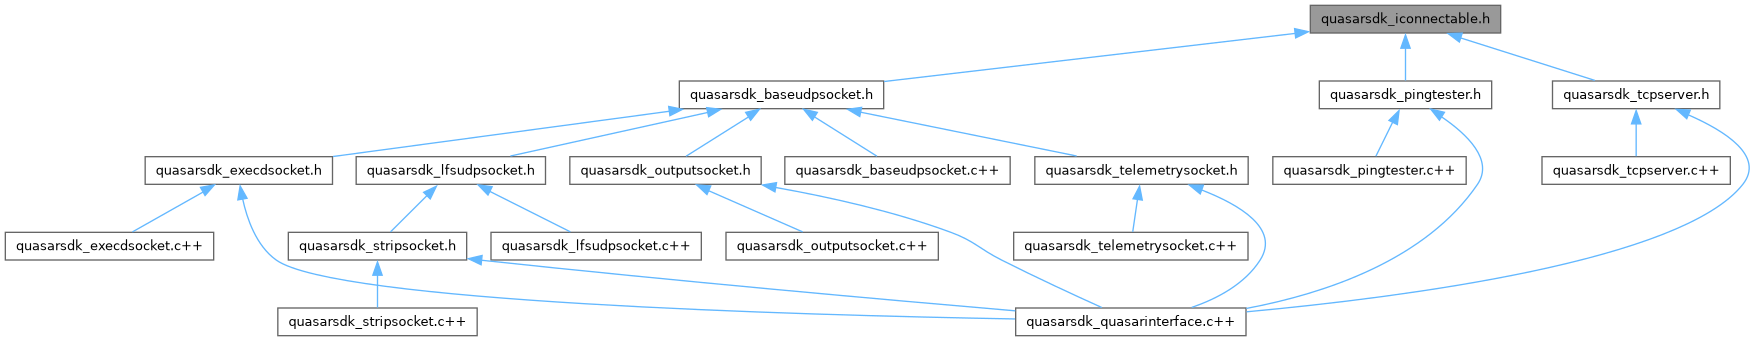 quasarsdk_iconnectable.h
quasarsdk_baseudpsocket.h
quasarsdk_pingtester.h
quasarsdk_tcpserver.h
quasarsdk_execdsocket.h
quasarsdk_lfsudpsocket.h
quasarsdk_outputsocket.h
quasarsdk_baseudpsocket.c++
quasarsdk_telemetrysocket.h
quasarsdk_pingtester.c++
quasarsdk_tcpserver.c++
quasarsdk_execdsocket.c++
quasarsdk_stripsocket.h
quasarsdk_lfsudpsocket.c++
quasarsdk_outputsocket.c++
quasarsdk_telemetrysocket.c++
quasarsdk_stripsocket.c++
quasarsdk_quasarinterface.c++